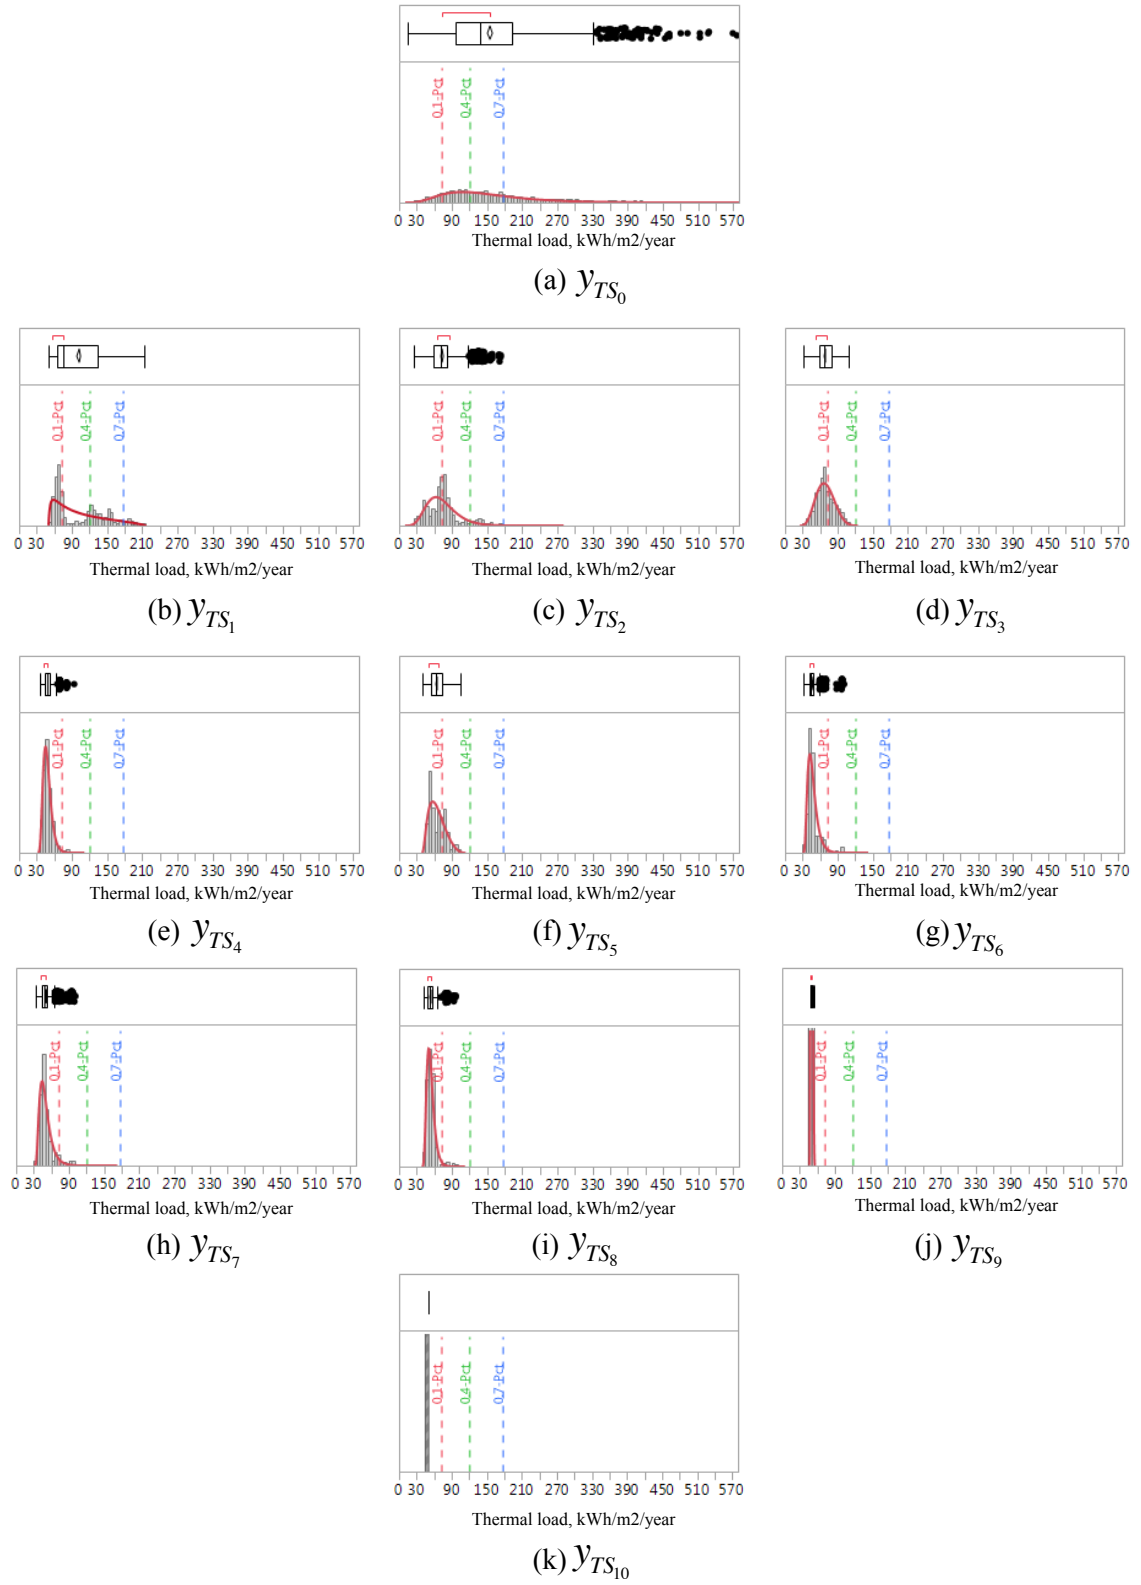 0.1-Pct 0.4-Pct 0.7-Pct
0 30 90 150 210 270 330 390 450 510 570
Thermal load, kWh/m2/year
(a) yTS0
0.1-Pct 0.4-Pct 0.7-Pct
0 30 90 150 210 270 330 390 450 510 570
Thermal load, kWh/m2/year
(b) yTS1
0.1-Pct 0.4-Pct 0.7-Pct
0 30 90 150 210 270 330 390 450 510 570
Thermal load, kWh/m2/year
(c) yTS2
0.1-Pct 0.4-Pct 0.7-Pct
0 30 90 150 210 270 330 390 450 510 570
Thermal load, kWh/m2/year
(d) yTS3
0.1-Pct 0.4-Pct 0.7-Pct
0 30 90 150 210 270 330 390 450 510 570
Thermal load, kWh/m2/year
(e) yTS4
0.1-Pct 0.4-Pct 0.7-Pct
0 30 90 150 210 270 330 390 450 510 570
Thermal load, kWh/m2/year
(f) yTS5
0.1-Pct 0.4-Pct 0.7-Pct
0 30 90 150 210 270 330 390 450 510 570
Thermal load, kWh/m2/year
(g) yTS6
0.1-Pct 0.4-Pct 0.7-Pct
0 30 90 150 210 270 330 390 450 510 570
Thermal load, kWh/m2/year
(h) yTS7
0.1-Pct 0.4-Pct 0.7-Pct
0 30 90 150 210 270 330 390 450 510 570
Thermal load, kWh/m2/year
(i) yTS8
0.1-Pct 0.4-Pct 0.7-Pct
0 30 90 150 210 270 330 390 450 510 570
Thermal load, kWh/m2/year
(j) yTS9
0.1-Pct 0.4-Pct 0.7-Pct
0 30 90 150 210 270 330 390 450 510 570
Thermal load, kWh/m2/year
(k) yTS10